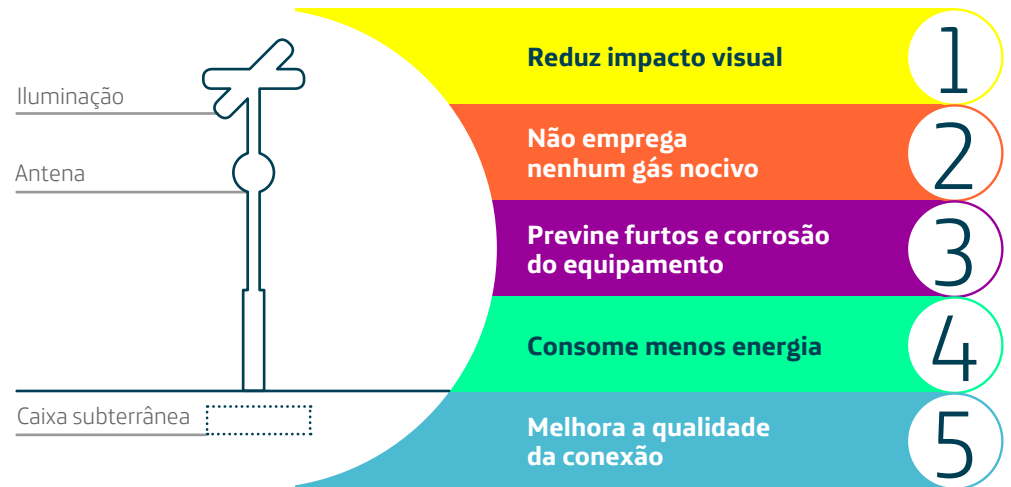 Iluminação
Antena
Caixa subterrânea
Reduz impacto visual
1
Não emprega
nenhum gás nocivo
2
Previne furtos e corrosão
do equipamento
3
Consome menos energia
4
Melhora a qualidade
da conexão
5